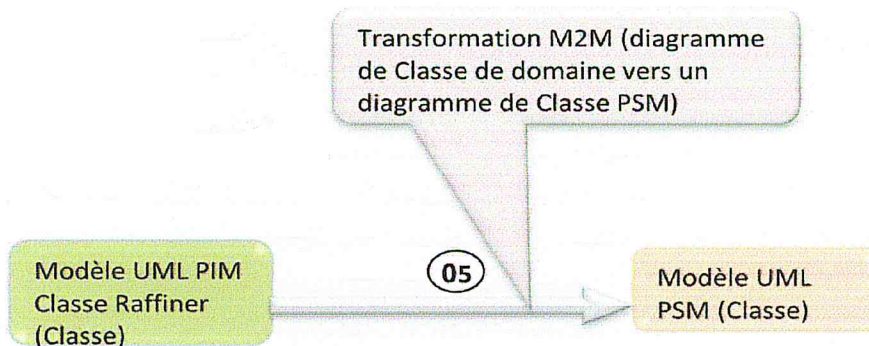 Transformation M2M (diagramme
de Classe de domaine vers un
diagramme de Classe PSM)
05
Modèle UML PIM
Classe Raffiner
(Classe)
Modèle UML
PSM (Classe)